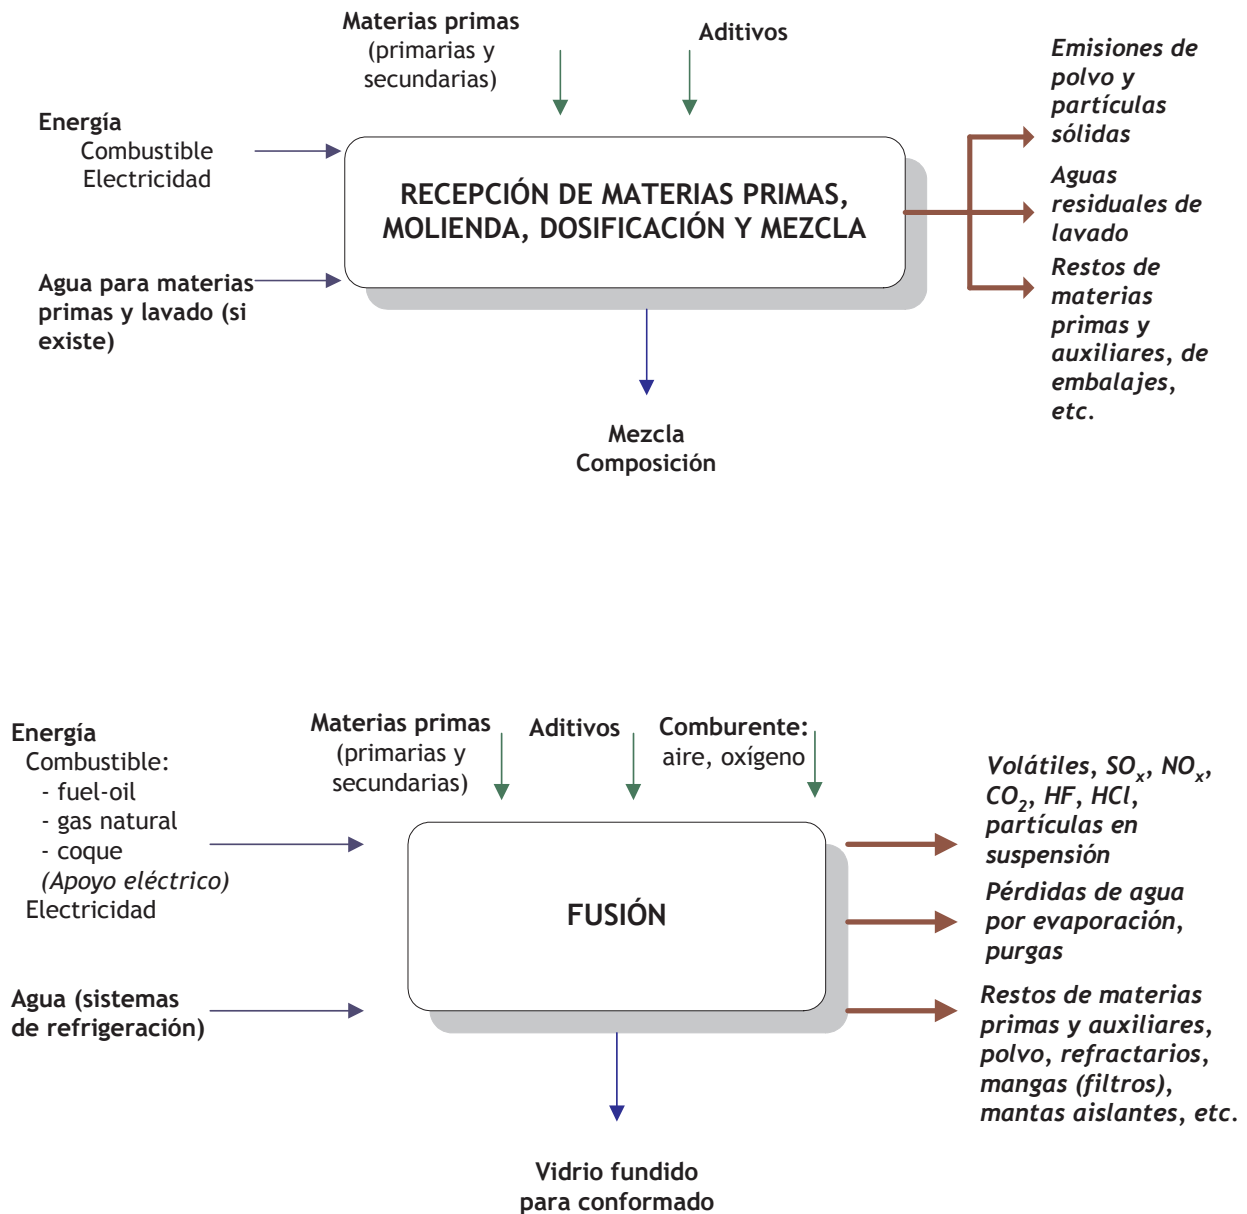 Materias primas
(primarias y
secundarias)
Aditivos
Energía
Combustible
Electricidad
Agua para materias
primas y lavado (si
existe)
RECEPCIÓN DE MATERIAS PRIMAS,
MOLIENDA, DOSIFICACIÓN Y MEZCLA
Emisiones de
polvo y
partículas
sólidas
Aguas
residuales de
lavado
Restos de
materias
primas y
auxiliares, de
embalajes,
etc.
Mezcla
Composición
Energía
Combustible:
- fuel-oil
- gas natural
- coque
(Apoyo eléctrico)
Electricidad
Agua (sistemas
de refrigeración)
Materias primas
(primarias y
secundarias)
Aditivos
Comburente:
aire, oxígeno
FUSIÓN
Volátiles, SOx, NOx,
CO2, HF, HCl,
partículas en
suspensión
Pérdidas de agua
por evaporación,
purgas
Restos de materias
primas y auxiliares,
polvo, refractarios,
mangas (filtros),
mantas aislantes, etc.
Vidrio fundido
para conformado